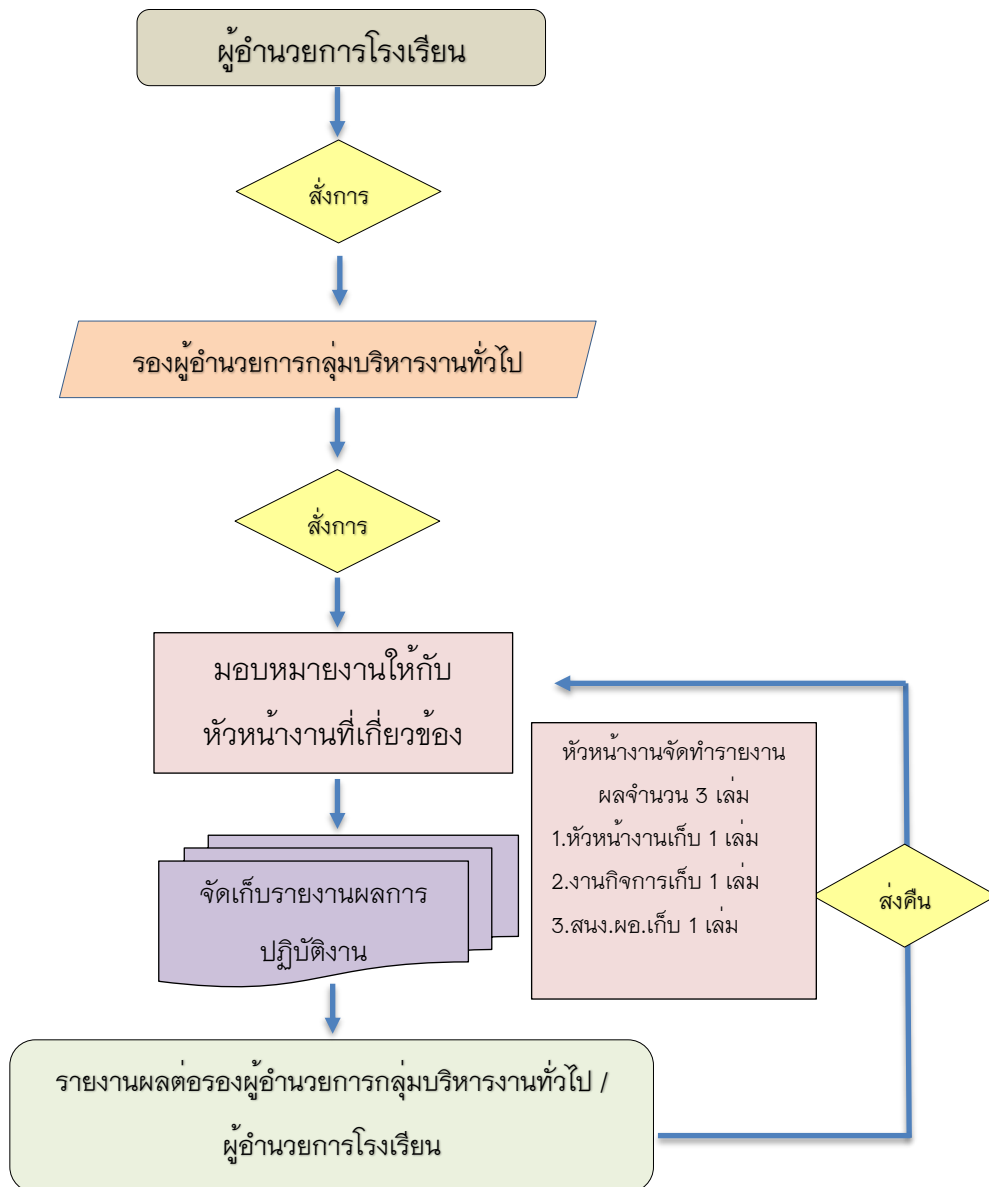 ผู้อำนวยการโรงเรียน
สั่งการ
รองผู้อำนวยการกลุ่มบริหารงานทั่วไป
สั่งการ
มอบหมายงานให้กับ
หัวหน้างานที่เกี่ยวข้อง
หัวหน้างานจัดทำรายงาน
ผลจำนวน 3 เล่ม
1.หัวหน้างานเก็บ 1 เล่ม
2.งานกิจการเก็บ 1 เล่ม
3.สนง.ผอ.เก็บ 1 เล่ม
ส่งคืน
จัดเก็บรายงานผลการ
ปฏิบัติงาน
รายงานผลต่อรองผู้อำนวยการกลุ่มบริหารงานทั่วไป /
ผู้อำนวยการโรงเรียน